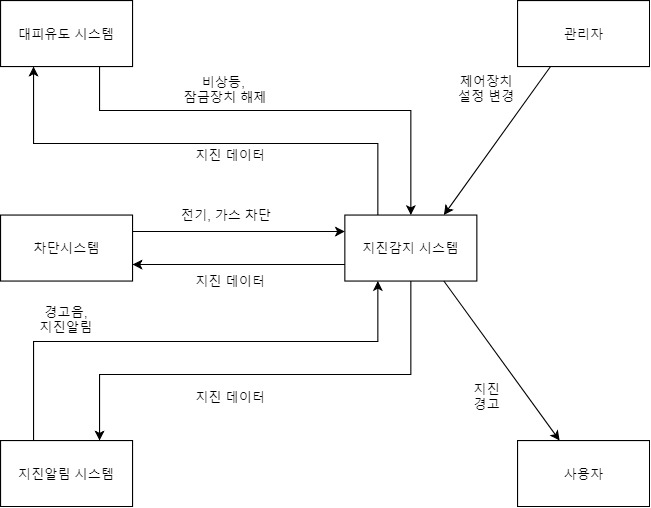 대피유도 시스템
관리자
비상등,
잠금장치 해제
제어장치
설정 변경
지진 데이터
전기, 가스 차단
차단시스템
지진감지 시스템
지진 데이터
경고음,
지진알림
지진 데이터
지진
경고
지진알림 시스템
사용자